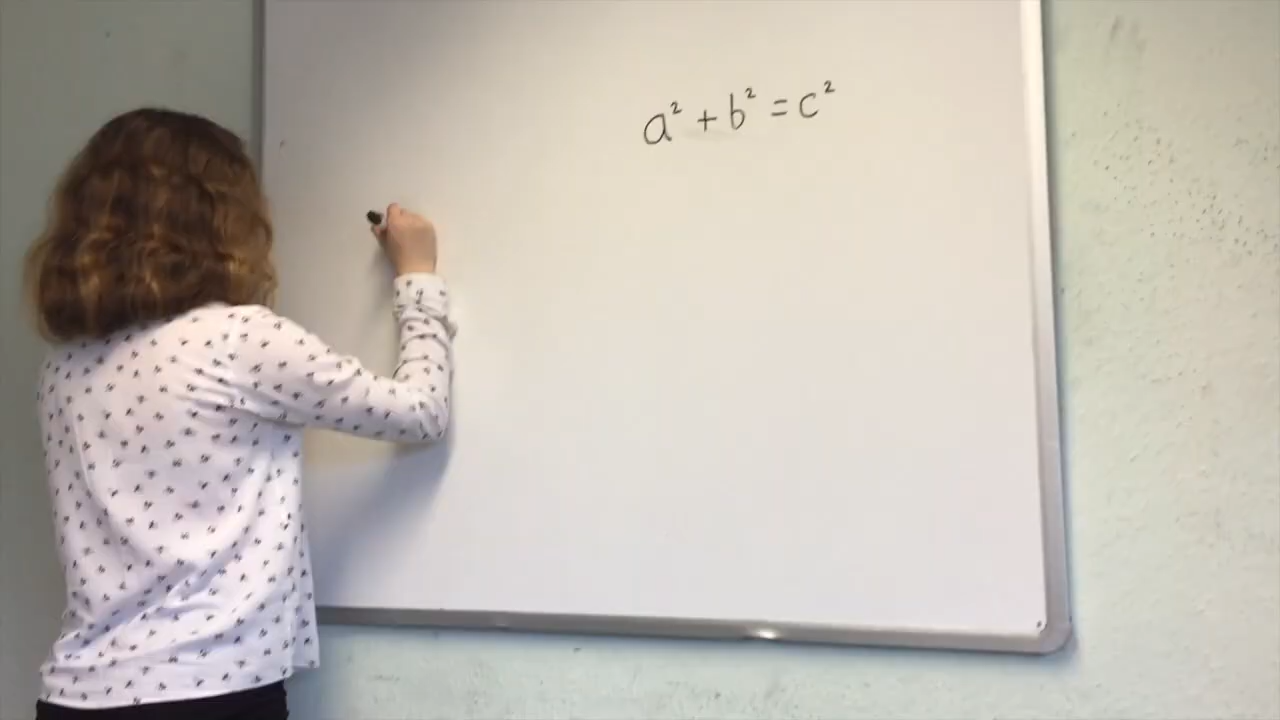 a² + b² = c²